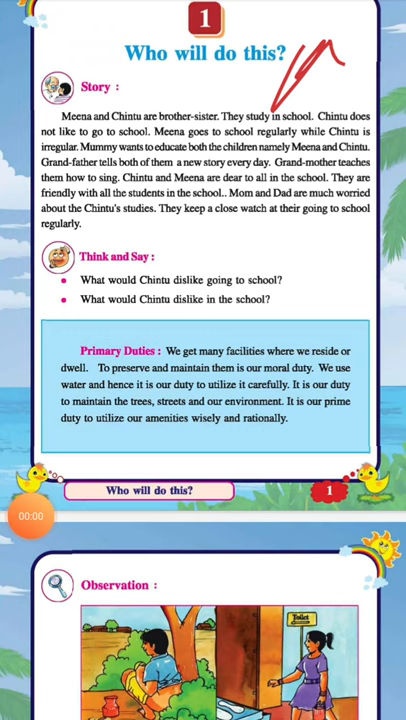 1
Who will do this?
Story :
Meena and Chintu are brother-sister. They study in school. Chintu does
not like to go to school. Meena goes to school regularly while Chintu is
irregular. Mummy wants to educate both the children namely Meena and Chintu.
Grand-father tells both of them a new story every day. Grand-mother teaches
them how to sing. Chintu and Meena are dear to all in the school. They are
friendly with all the students in the school.. Mom and Dad are much worried
about the Chintu's studies. They keep a close watch at their going to school
regularly.
Think and Say :
• What would Chintu dislike going to school?
• What would Chintu dislike in the school?
Primary Duties : We get many facilities where we reside or
dwell. To preserve and maintain them is our moral duty. We use
water and hence it is our duty to utilize it carefully. It is our duty
to maintain the trees, streets and our environment. It is our prime
duty to utilize our amenities wisely and rationally.
Who will do this?
1
00:00
Observation :
Toilet